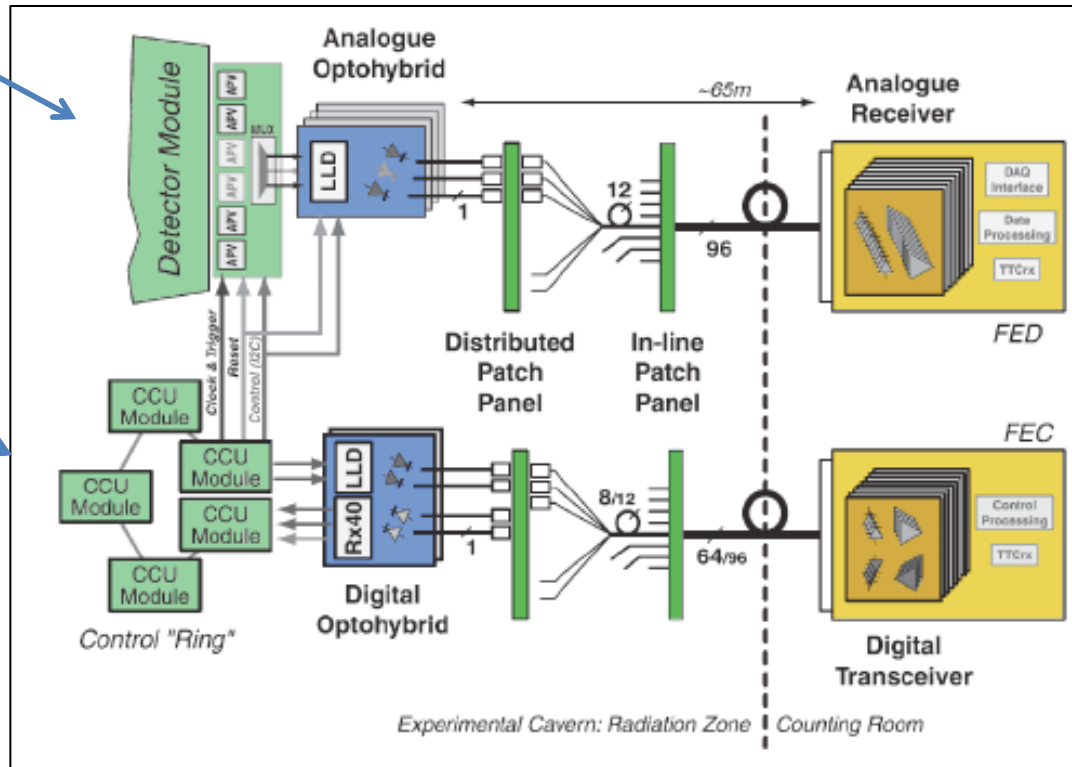 Analogue
Optohybrid
~65m
Analogue
Receiver
Detector Module
APV
APV
APV
APV
APV
APV
MUX
LLD
1
12
96
DAQ
Interface
Data
Processing
TTCrx
FED
Distributed
Patch
Panel
In-line
Patch
Panel
Clock & Trigger
Reset
Control (I2C)
CCU
Module
CCU
Module
CCU
Module
CCU
Module
CCU
Module
Control "Ring"
LLD
Rx40
1
Digital
Optohybrid
8/12
64/96
FEC
Control
Processing
TTCrx
Digital
Transceiver
Experimental Cavern: Radiation Zone
Counting Room